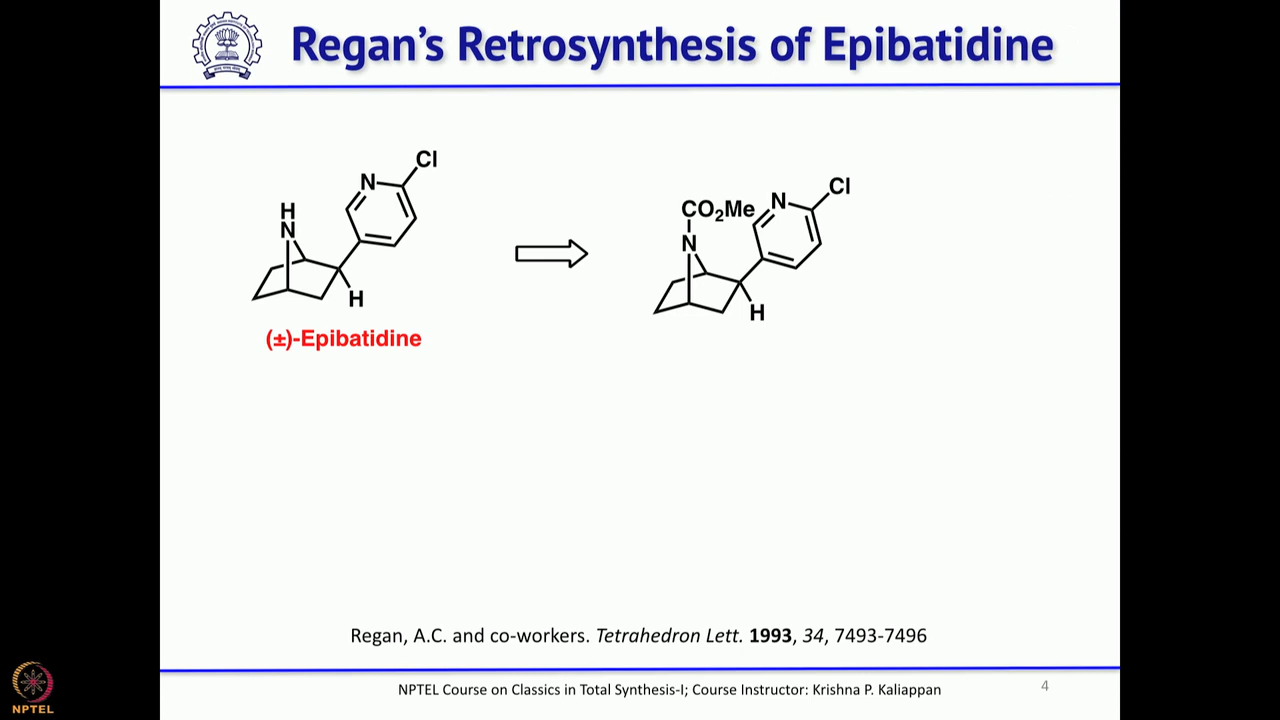 Regan's Retrosynthesis of Epibatidine
Cl
N
H
N
H
(±)-Epibatidine
Cl
N
CO₂Me
N
H
Regan, A.C. and co-workers. Tetrahedron Lett. 1993, 34, 7493-7496
NPTEL Course on Classics in Total Synthesis-I; Course Instructor: Krishna P. Kaliappan
4
NPTEL